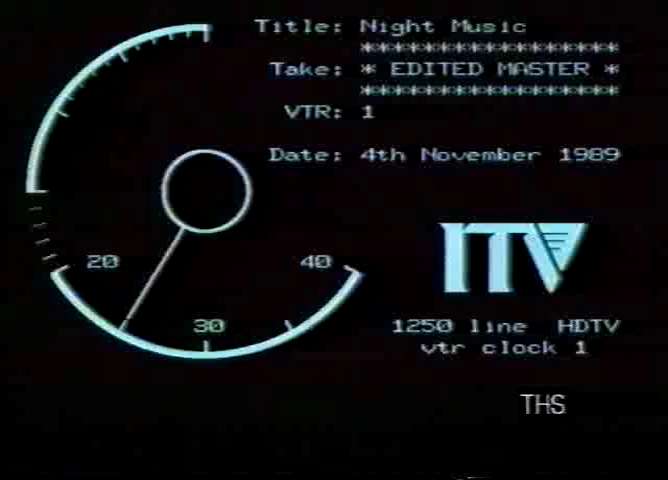 Title: Night Music
*****************
Take: * EDITED MASTER *
*****************
VTR: 1
Date: 4th November 1989
20
40
30
ITV
1250 line HDTV
vtr clock 1
THS